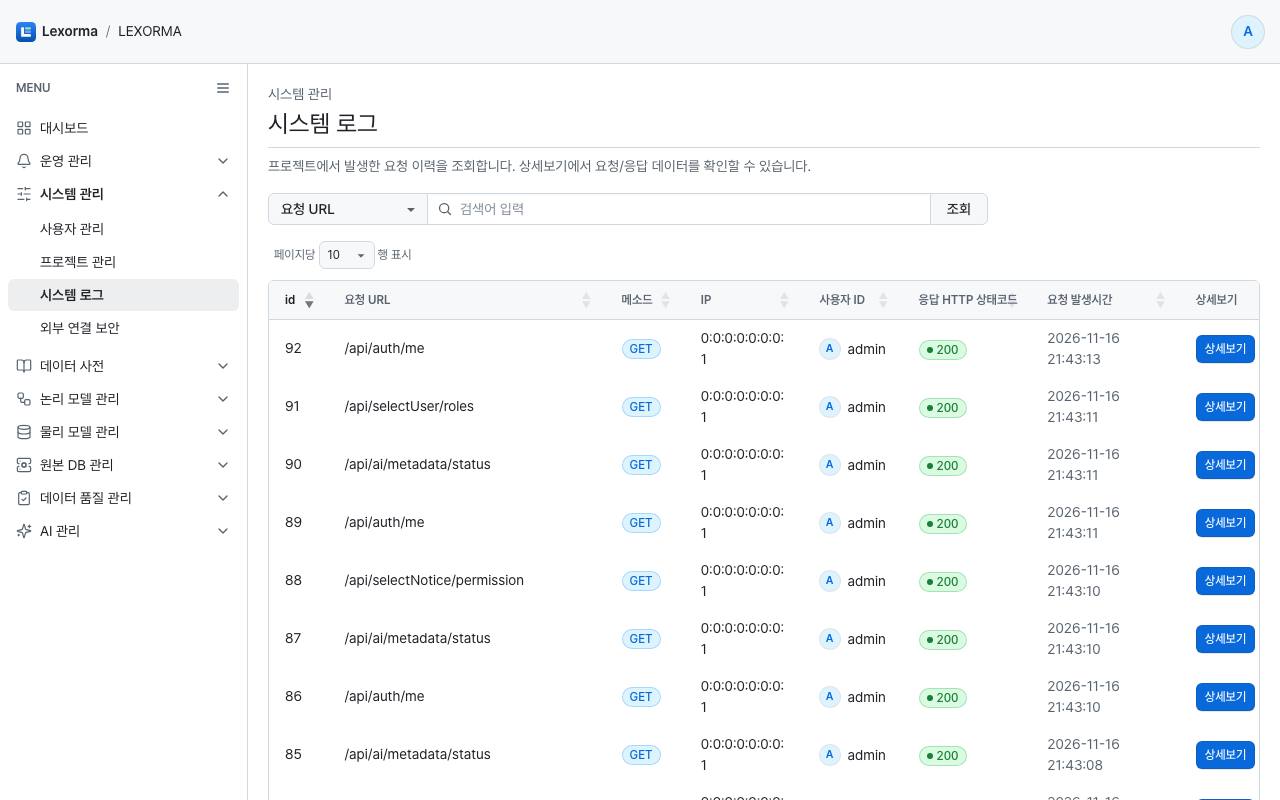 Lexorma / LEXORMA
A
MENU
대시보드
운영 관리
시스템 관리
사용자 관리
프로젝트 관리
시스템 로그
외부 연결 보안
데이터 사전
논리 모델 관리
물리 모델 관리
원본 DB 관리
데이터 품질 관리
AI 관리
시스템 관리
시스템 로그
프로젝트에서 발생한 요청 이력을 조회합니다. 상세보기에서 요청/응답 데이터를 확인할 수 있습니다.
요청 URL 검색어 입력 조회
페이지당 10 행 표시
id 요청 URL 메소드 IP 사용자 ID 응답 HTTP 상태코드 요청 발생시간 상세보기
92 /api/auth/me GET 0:0:0:0:0:0:0:1 A admin 200 2026-11-16 21:43:13 상세보기
91 /api/selectUser/roles GET 0:0:0:0:0:0:0:1 A admin 200 2026-11-16 21:43:11 상세보기
90 /api/ai/metadata/status GET 0:0:0:0:0:0:0:1 A admin 200 2026-11-16 21:43:11 상세보기
89 /api/auth/me GET 0:0:0:0:0:0:0:1 A admin 200 2026-11-16 21:43:11 상세보기
88 /api/selectNotice/permission GET 0:0:0:0:0:0:0:1 A admin 200 2026-11-16 21:43:10 상세보기
87 /api/ai/metadata/status GET 0:0:0:0:0:0:0:1 A admin 200 2026-11-16 21:43:10 상세보기
86 /api/auth/me GET 0:0:0:0:0:0:0:1 A admin 200 2026-11-16 21:43:10 상세보기
85 /api/ai/metadata/status GET 0:0:0:0:0:0:0:1 A admin 200 2026-11-16 21:43:08 상세보기